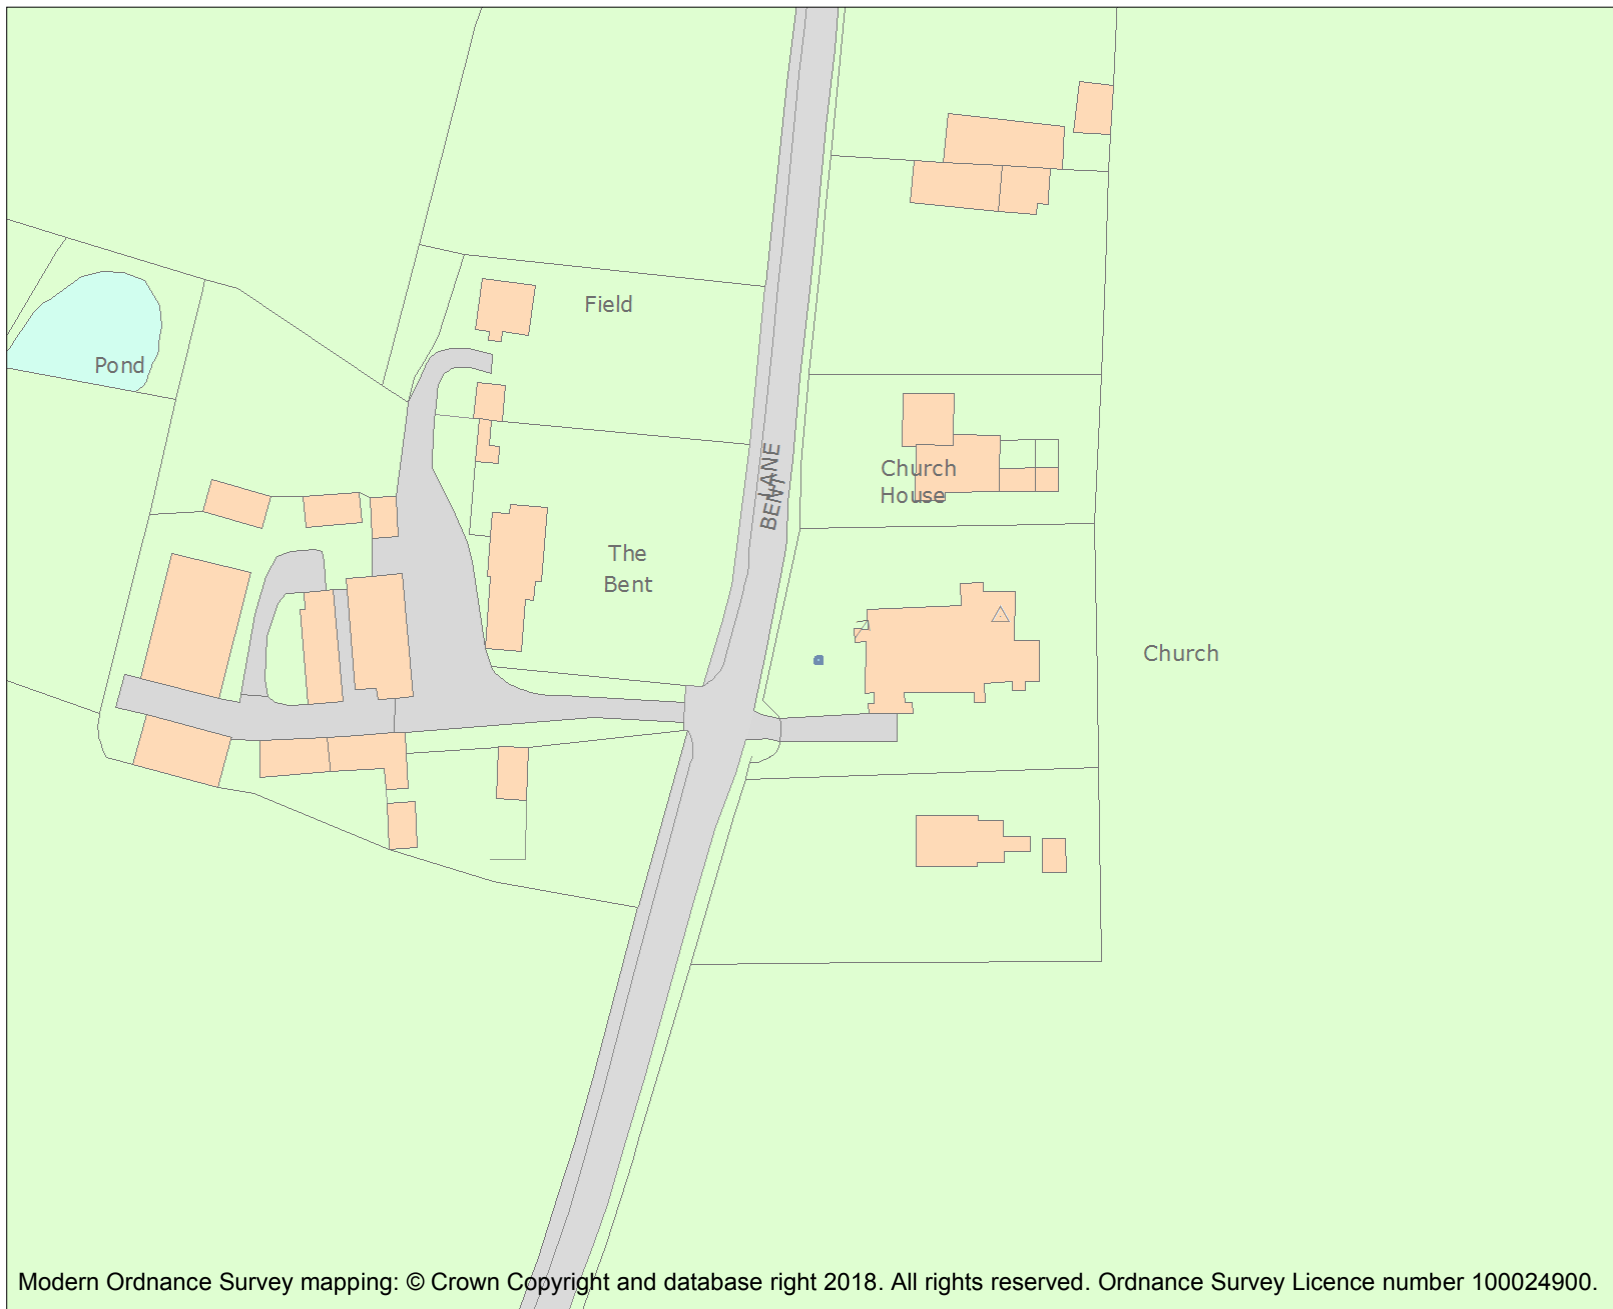 Field
Pond
BENT LANE
Church
House
The
Bent
Church
Modern Ordnance Survey mapping: © Crown Copyright and database right 2018. All rights reserved. Ordnance Survey Licence number 100024900.